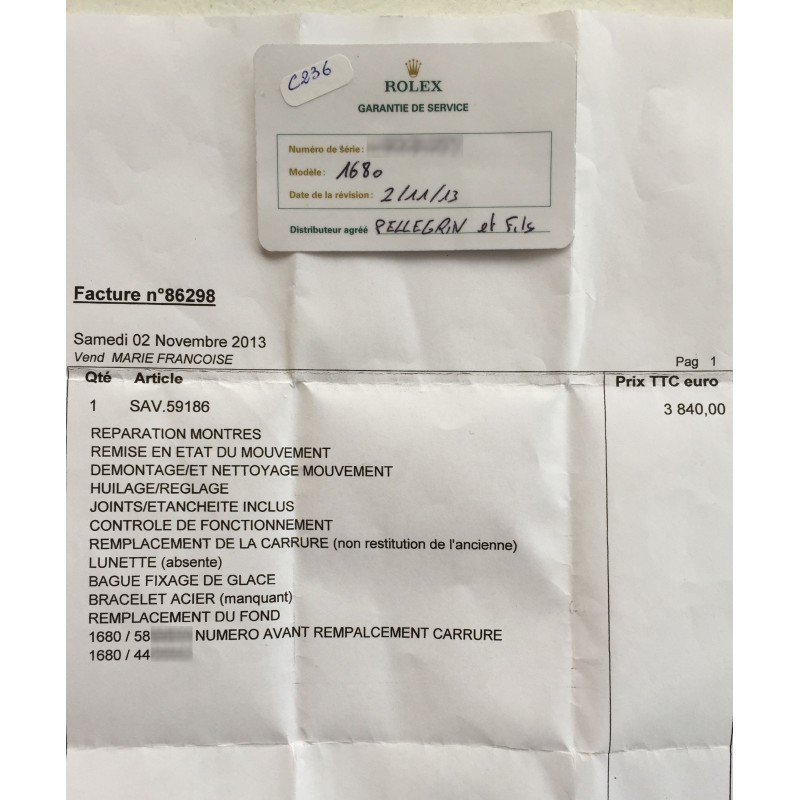 C236
ROLEX
GARANTIE DE SERVICE
Numéro de série:
Modèle: 1680
Date de la révision: 2/11/13
Distributeur agréé PELLEGRIN et Fils
Facture n°86298
Samedi 02 Novembre 2013
Vend MARIE FRANCOISE
Pag 1
Qté Article Prix TTC euro
1 SAV.59186 3 840,00
REPARATION MONTRES
REMISE EN ETAT DU MOUVEMENT
DEMONTAGE/ET NETTOYAGE MOUVEMENT
HUILAGE/REGLAGE
JOINTS/ETANCHEITE INCLUS
CONTROLE DE FONCTIONNEMENT
REMPLACEMENT DE LA CARRURE (non restitution de l'ancienne)
LUNETTE (absente)
BAGUE FIXAGE DE GLACE
BRACELET ACIER (manquant)
REMPLACEMENT DU FOND
1680 / 58 NUMERO AVANT REMPALCEMENT CARRURE
1680 / 44